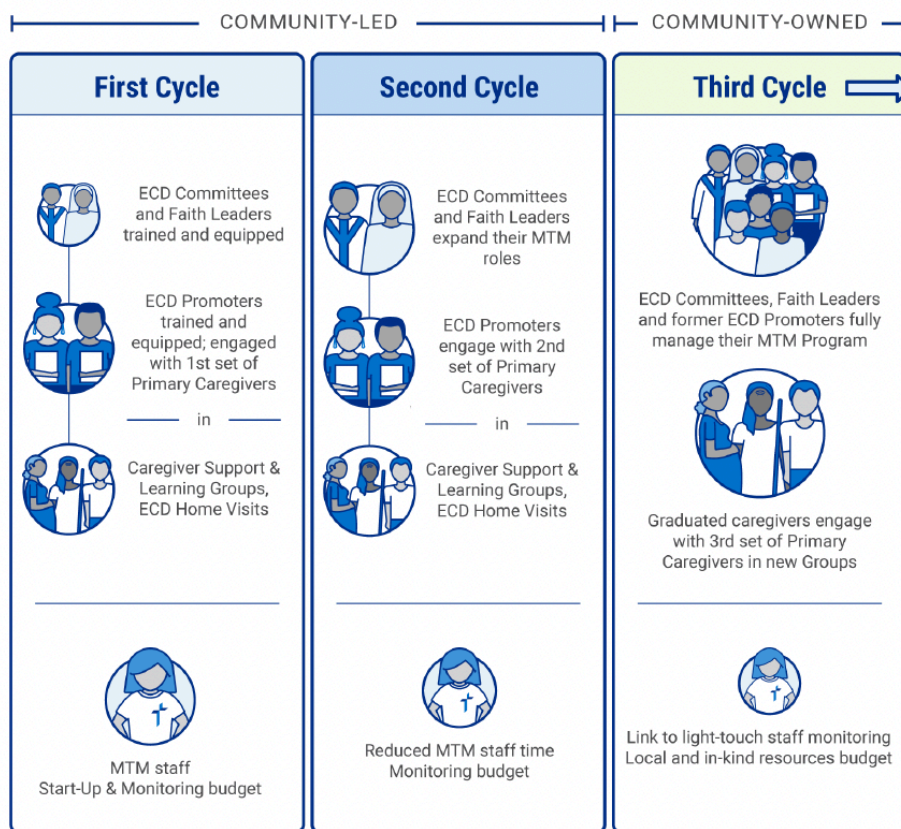 COMMUNITY-LED
COMMUNITY-OWNED
First Cycle
ECD Committees
and Faith Leaders
trained and equipped
ECD Promoters
trained and
equipped; engaged
with 1st set of
Primary Caregivers
in
Caregiver Support &
Learning Groups,
ECD Home Visits
MTM staff
Start-Up & Monitoring budget
Second Cycle
ECD Committees
and Faith Leaders
expand their MTM
roles
ECD Promoters
engage with 2nd
set of Primary
Caregivers
in
Caregiver Support &
Learning Groups,
ECD Home Visits
Reduced MTM staff time
Monitoring budget
Third Cycle
ECD Committees, Faith Leaders
and former ECD Promoters fully
manage their MTM Program
Graduated caregivers engage
with 3rd set of Primary
Caregivers in new Groups
Link to light-touch staff monitoring
Local and in-kind resources budget